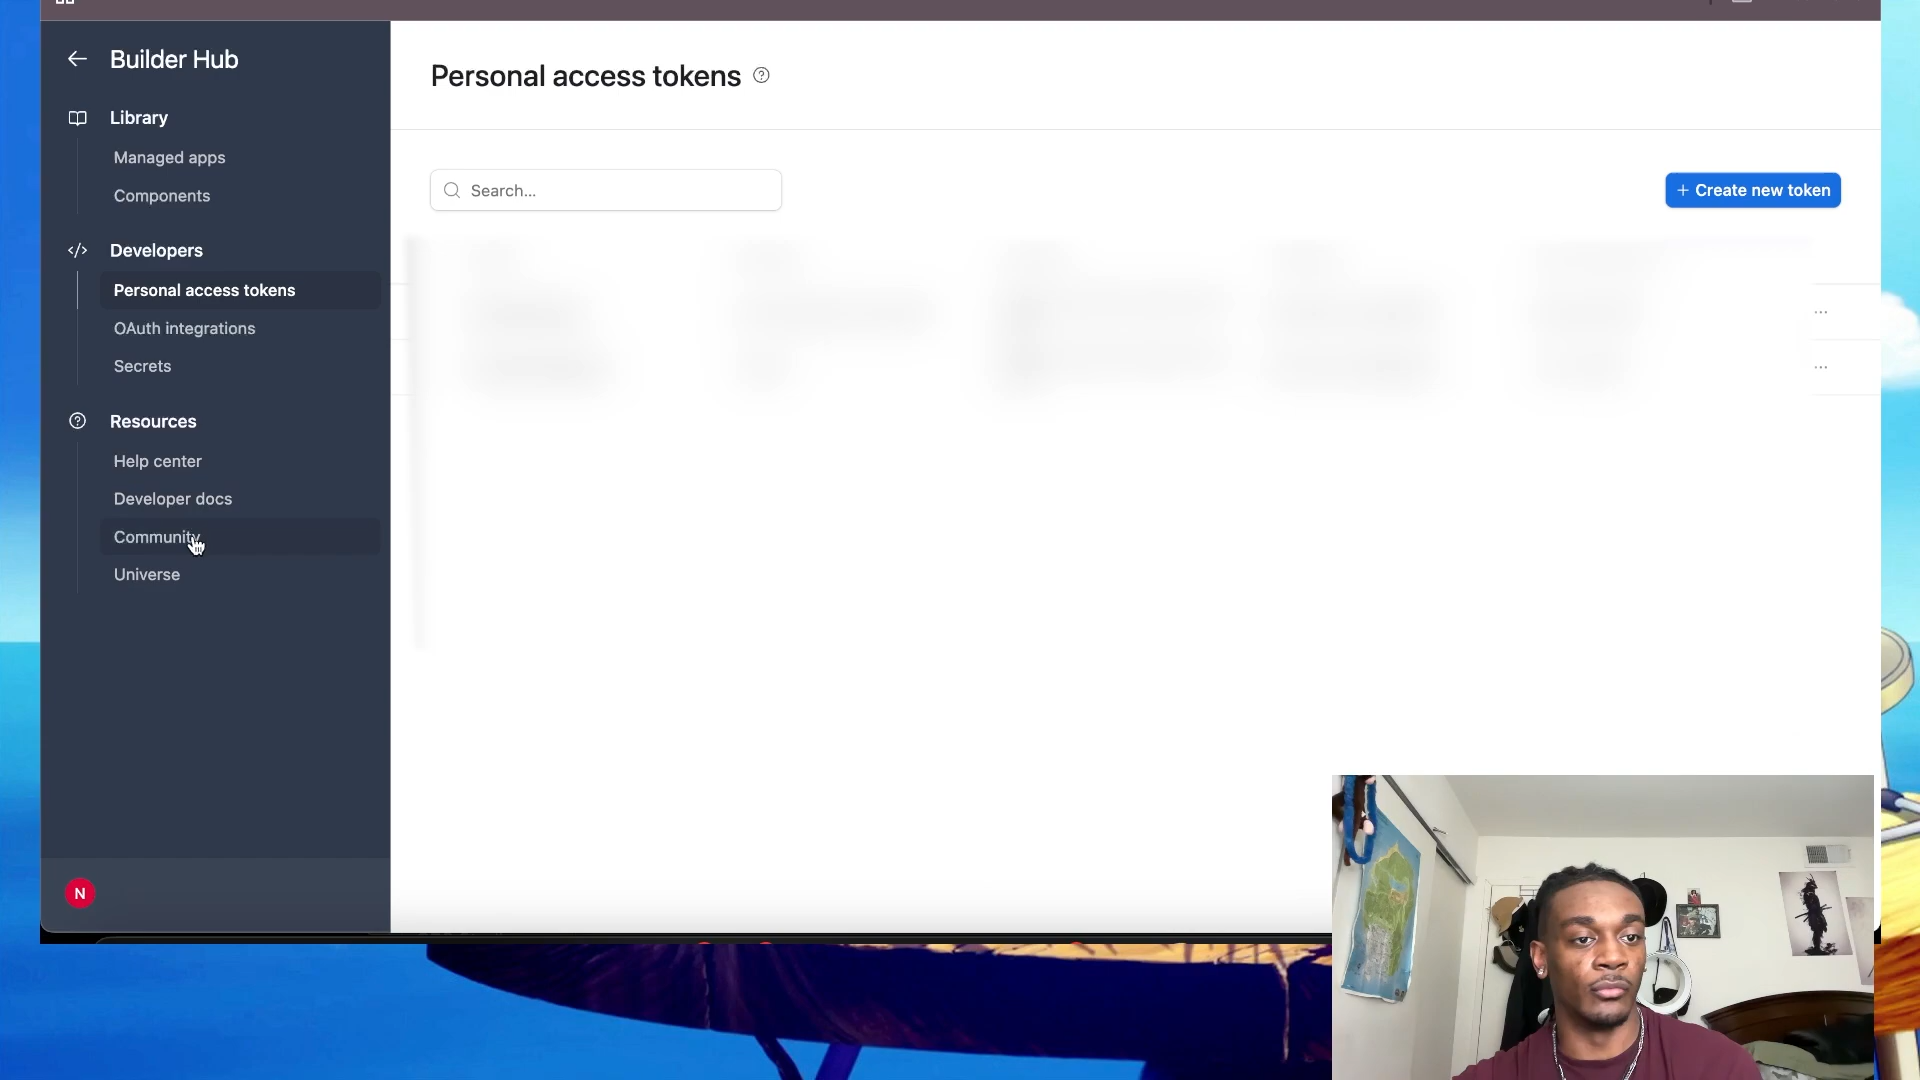 Builder Hub
Library
Managed apps
Components
Developers
Personal access tokens
OAuth integrations
Secrets
Resources
Help center
Developer docs
Community
Universe
N
Personal access tokens
Search...
+ Create new token
...
...